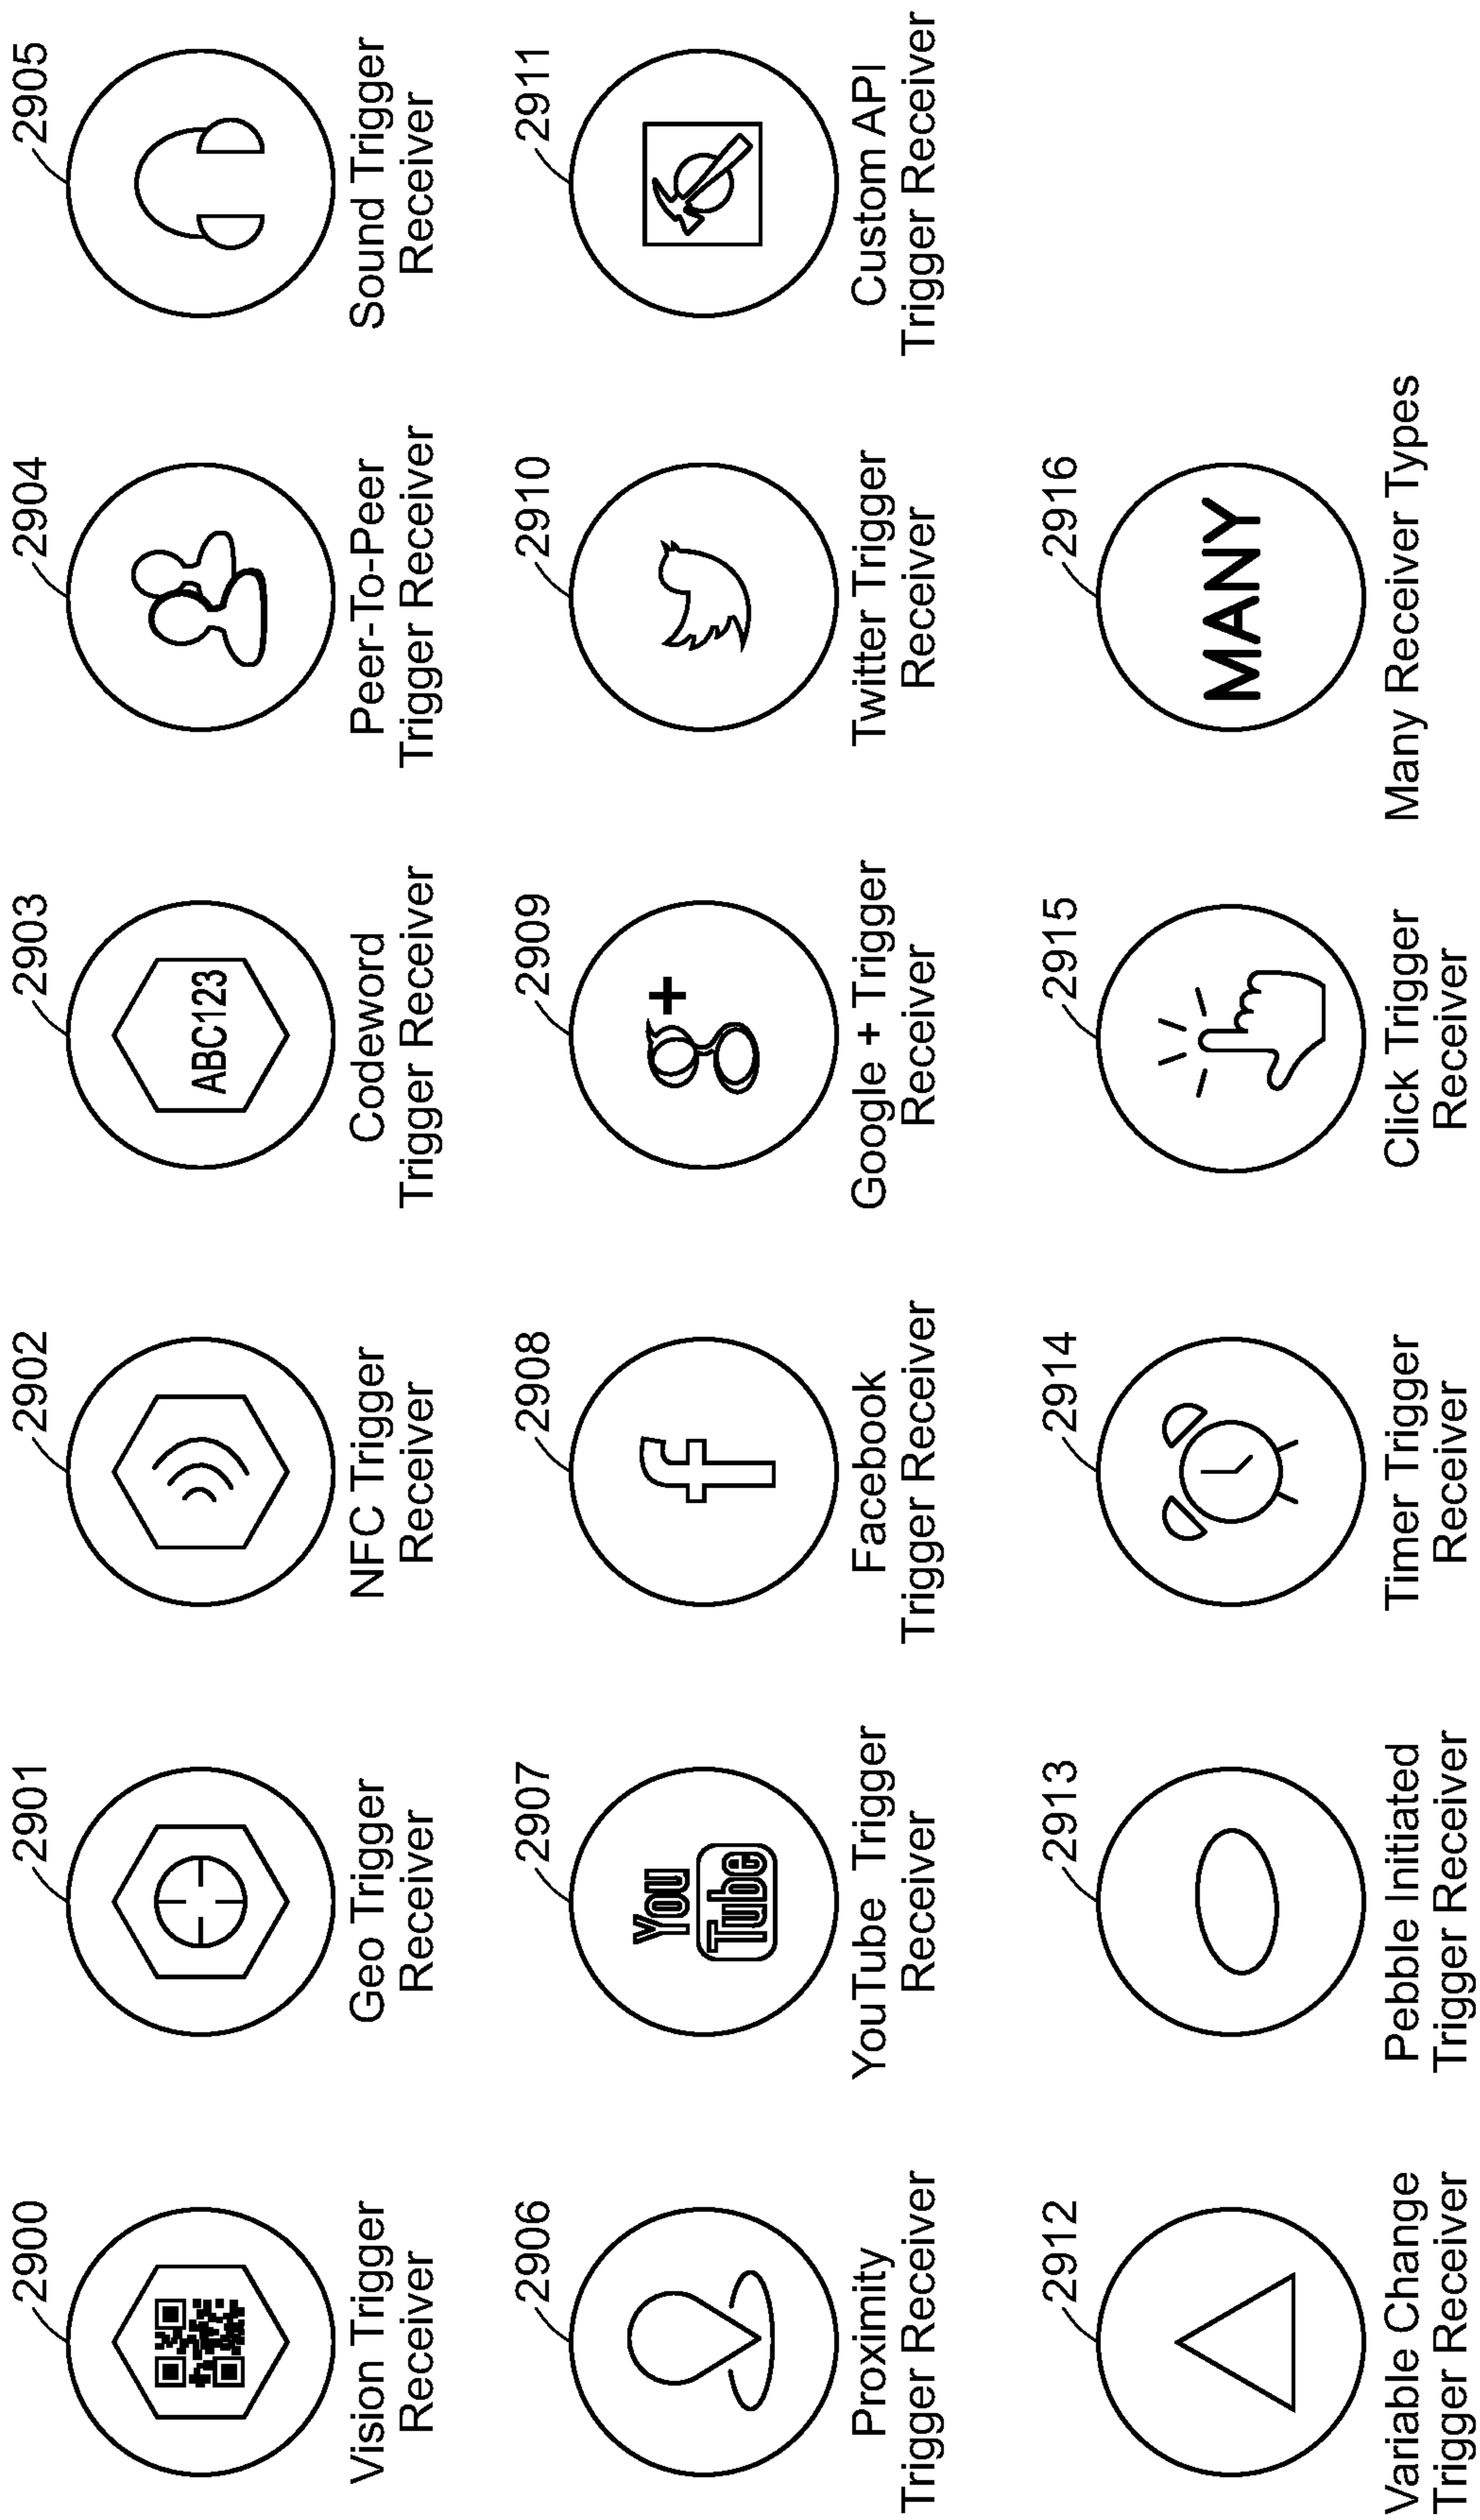 2900
Vision Trigger
Receiver
2901
Geo Trigger
Receiver
2902
NFC Trigger
Receiver
2903
ABC123
Codeword
Trigger Receiver
2904
Peer-To-Peer
Trigger Receiver
2905
Sound Trigger
Receiver
2906
Proximity
Trigger Receiver
2907
You
Tube
YouTube Trigger
Receiver
2908
f
Facebook
Trigger Receiver
2909
g+
Google + Trigger
Receiver
2910
Twitter Trigger
Receiver
2911
Custom API
Trigger Receiver
2912
Variable Change
Trigger Receiver
2913
Pebble Initiated
Trigger Receiver
2914
Timer Trigger
Receiver
2915
Click Trigger
Receiver
2916
MANY
Many Receiver Types